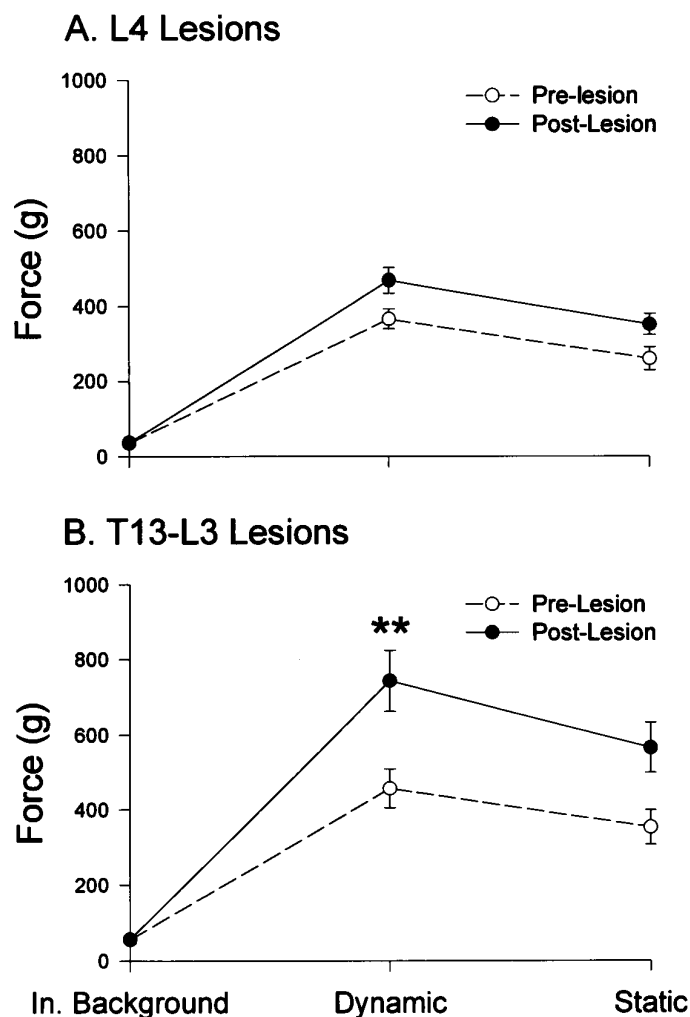 A. L4 Lesions
1000
800
600
400
200
0
Force (g)
Pre-lesion
Post-Lesion
B. T13-L3 Lesions
1000
800
600
400
200
0
Force (g)
Pre-Lesion
Post-Lesion
**
In. Background Dynamic Static